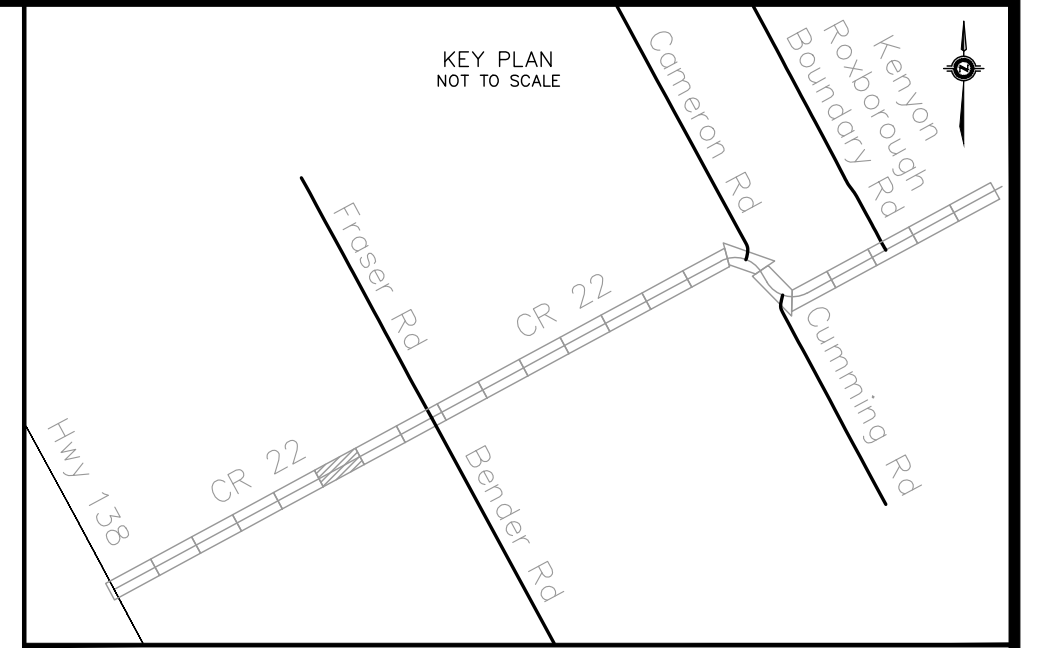 KEY PLAN
NOT TO SCALE
Cameron Rd
Kenyon
Roxborough
Boundary Rd
Fraser Rd
CR 22
Cumming Rd
Hwy 138
CR 22
Bender Rd
N